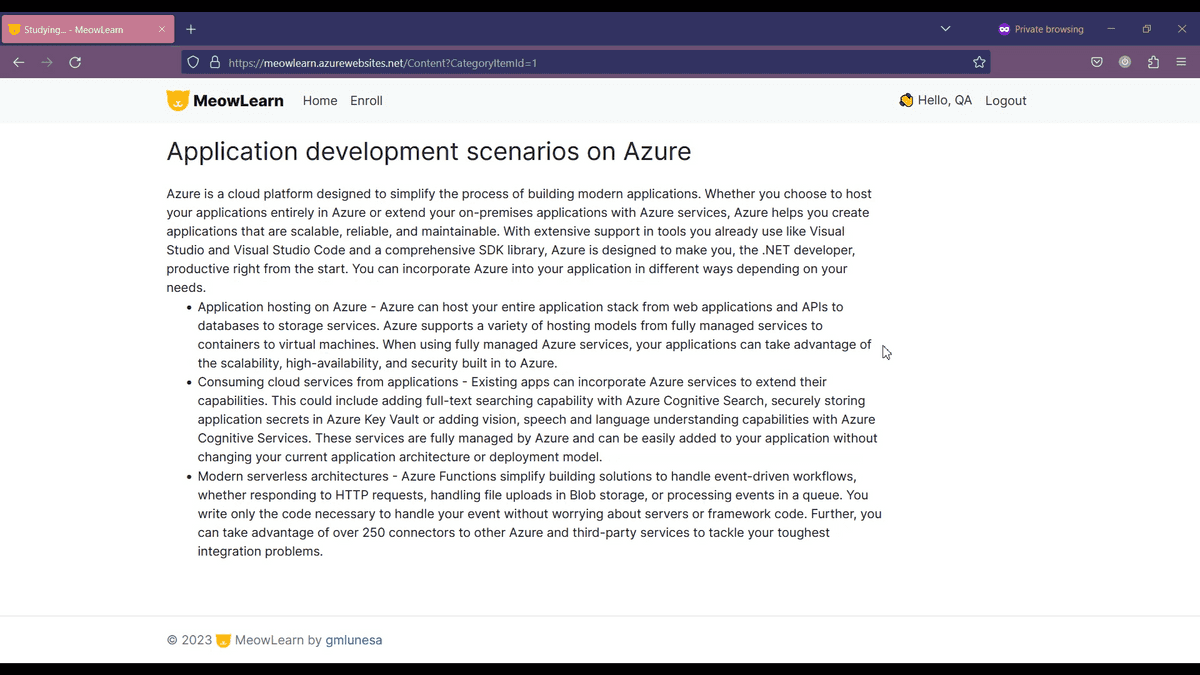 Studying... - MeowLearn
Private browsing
https://meowlearn.azurewebsites.net/Content?CategoryItemId=1
MeowLearn Home Enroll Hello, QA Logout
Application development scenarios on Azure
Azure is a cloud platform designed to simplify the process of building modern applications. Whether you choose to host
your applications entirely in Azure or extend your on-premises applications with Azure services, Azure helps you create
applications that are scalable, reliable, and maintainable. With extensive support in tools you already use like Visual
Studio and Visual Studio Code and a comprehensive SDK library, Azure is designed to make you, the .NET developer,
productive right from the start. You can incorporate Azure into your application in different ways depending on your
needs.
• Application hosting on Azure - Azure can host your entire application stack from web applications and APIs to
databases to storage services. Azure supports a variety of hosting models from fully managed services to
containers to virtual machines. When using fully managed Azure services, your applications can take advantage of
the scalability, high-availability, and security built in to Azure.
• Consuming cloud services from applications - Existing apps can incorporate Azure services to extend their
capabilities. This could include adding full-text searching capability with Azure Cognitive Search, securely storing
application secrets in Azure Key Vault or adding vision, speech and language understanding capabilities with Azure
Cognitive Services. These services are fully managed by Azure and can be easily added to your application without
changing your current application architecture or deployment model.
• Modern serverless architectures - Azure Functions simplify building solutions to handle event-driven workflows,
whether responding to HTTP requests, handling file uploads in Blob storage, or processing events in a queue. You
write only the code necessary to handle your event without worrying about servers or framework code. Further, you
can take advantage of over 250 connectors to other Azure and third-party services to tackle your toughest
integration problems.
© 2023 MeowLearn by gmlunesa